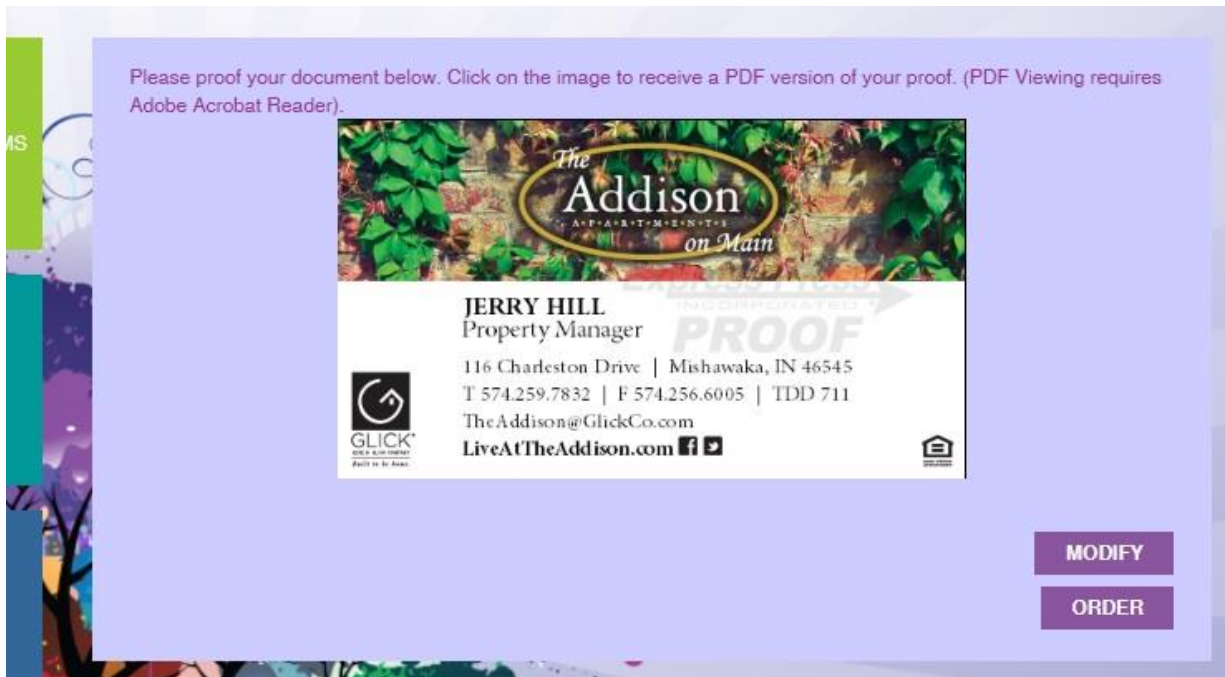 Please proof your document below. Click on the image to receive a PDF version of your proof. (PDF Viewing requires
Adobe Acrobat Reader).
MS
The
Addison
A•P•A•R•T•M•E•N•T•S
on Main
Express Press
INCORPORATED
PROOF
JERRY HILL
Property Manager
116 Charleston Drive | Mishawaka, IN 46545
T 574.259.7832 | F 574.256.6005 | TDD 711
TheAddison@GlickCo.com
LiveAtTheAddison.com
GLICK
Built to be home.
MODIFY
ORDER